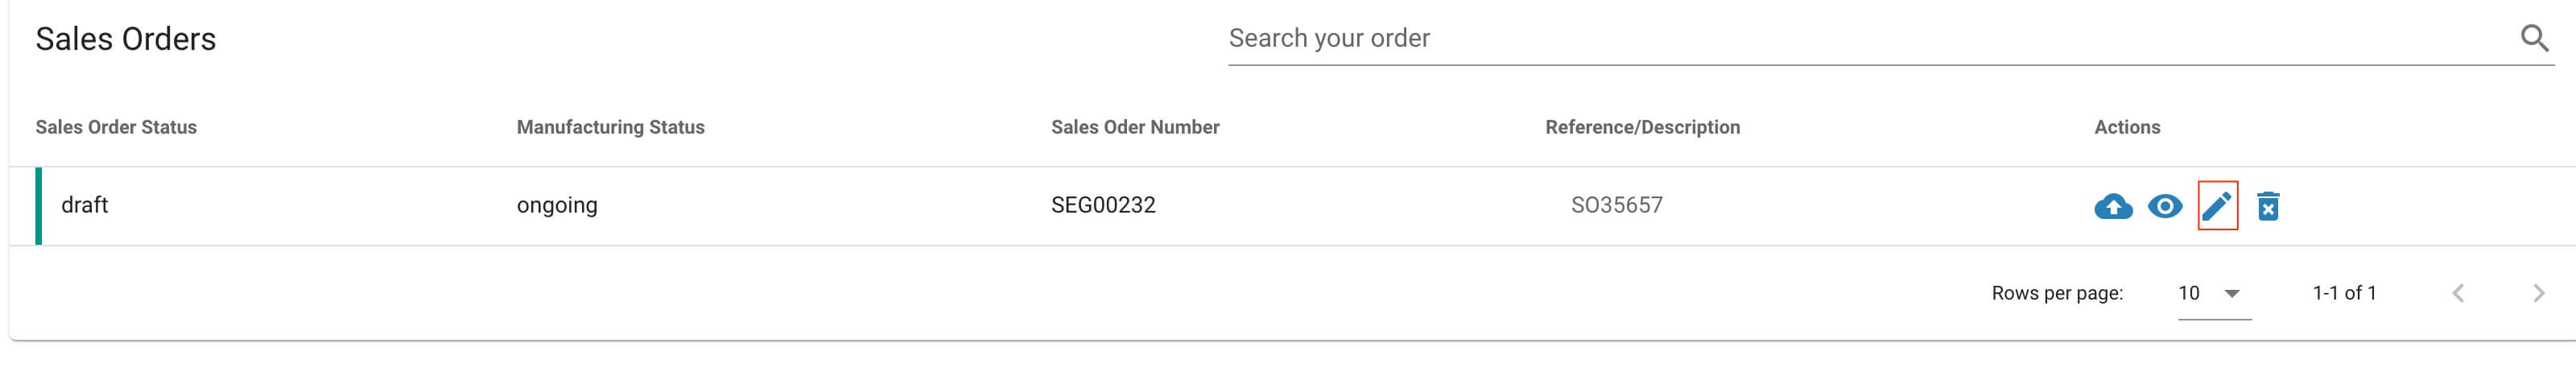 Sales Orders
Search your order
Sales Order Status Manufacturing Status Sales Oder Number Reference/Description Actions
draft ongoing SEG00232 SO35657
Rows per page: 10 1-1 of 1